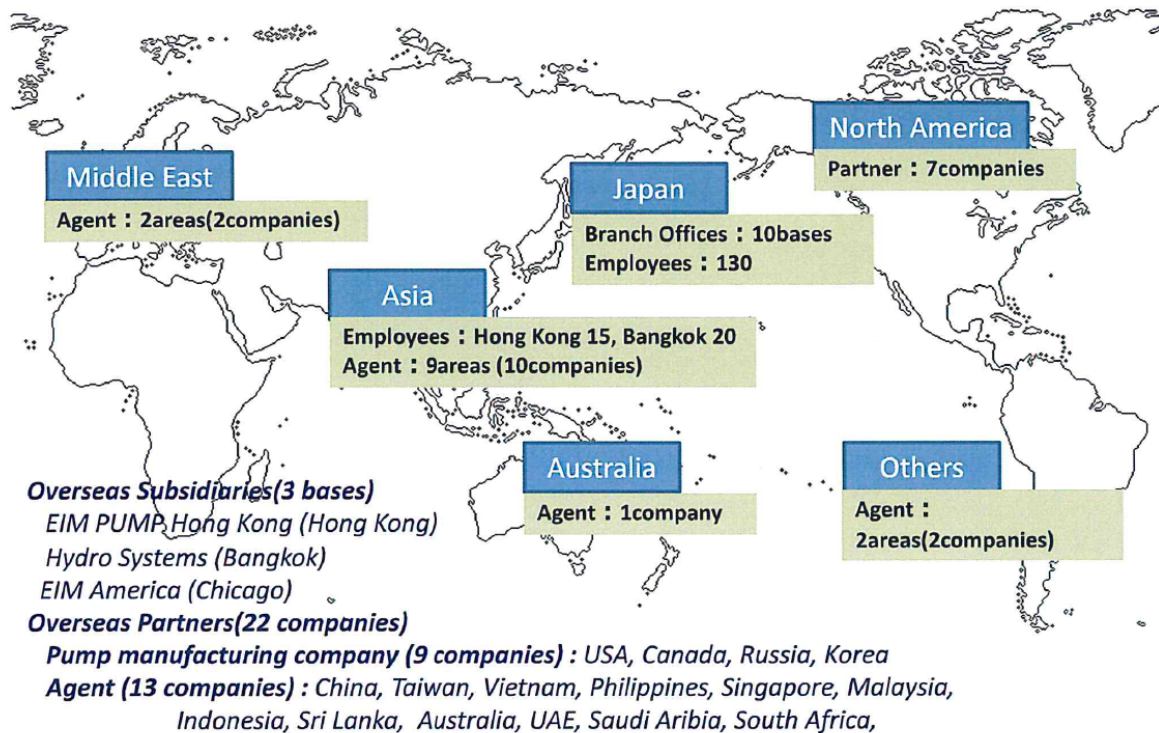 North America
Partner : 7companies
Middle East
Agent : 2areas(2companies)
Japan
Branch Offices : 10bases
Employees : 130
Asia
Employees : Hong Kong 15, Bangkok 20
Agent : 9areas (10companies)
Australia
Agent : 1company
Others
Agent :
2areas(2companies)
Overseas Subsidiaries(3 bases)
EIM PUMP Hong Kong (Hong Kong)
Hydro Systems (Bangkok)
EIM America (Chicago)
Overseas Partners(22 companies)
Pump manufacturing company (9 companies) : USA, Canada, Russia, Korea
Agent (13 companies) : China, Taiwan, Vietnam, Philippines, Singapore, Malaysia,
Indonesia, Sri Lanka, Australia, UAE, Saudi Aribia, South Africa,